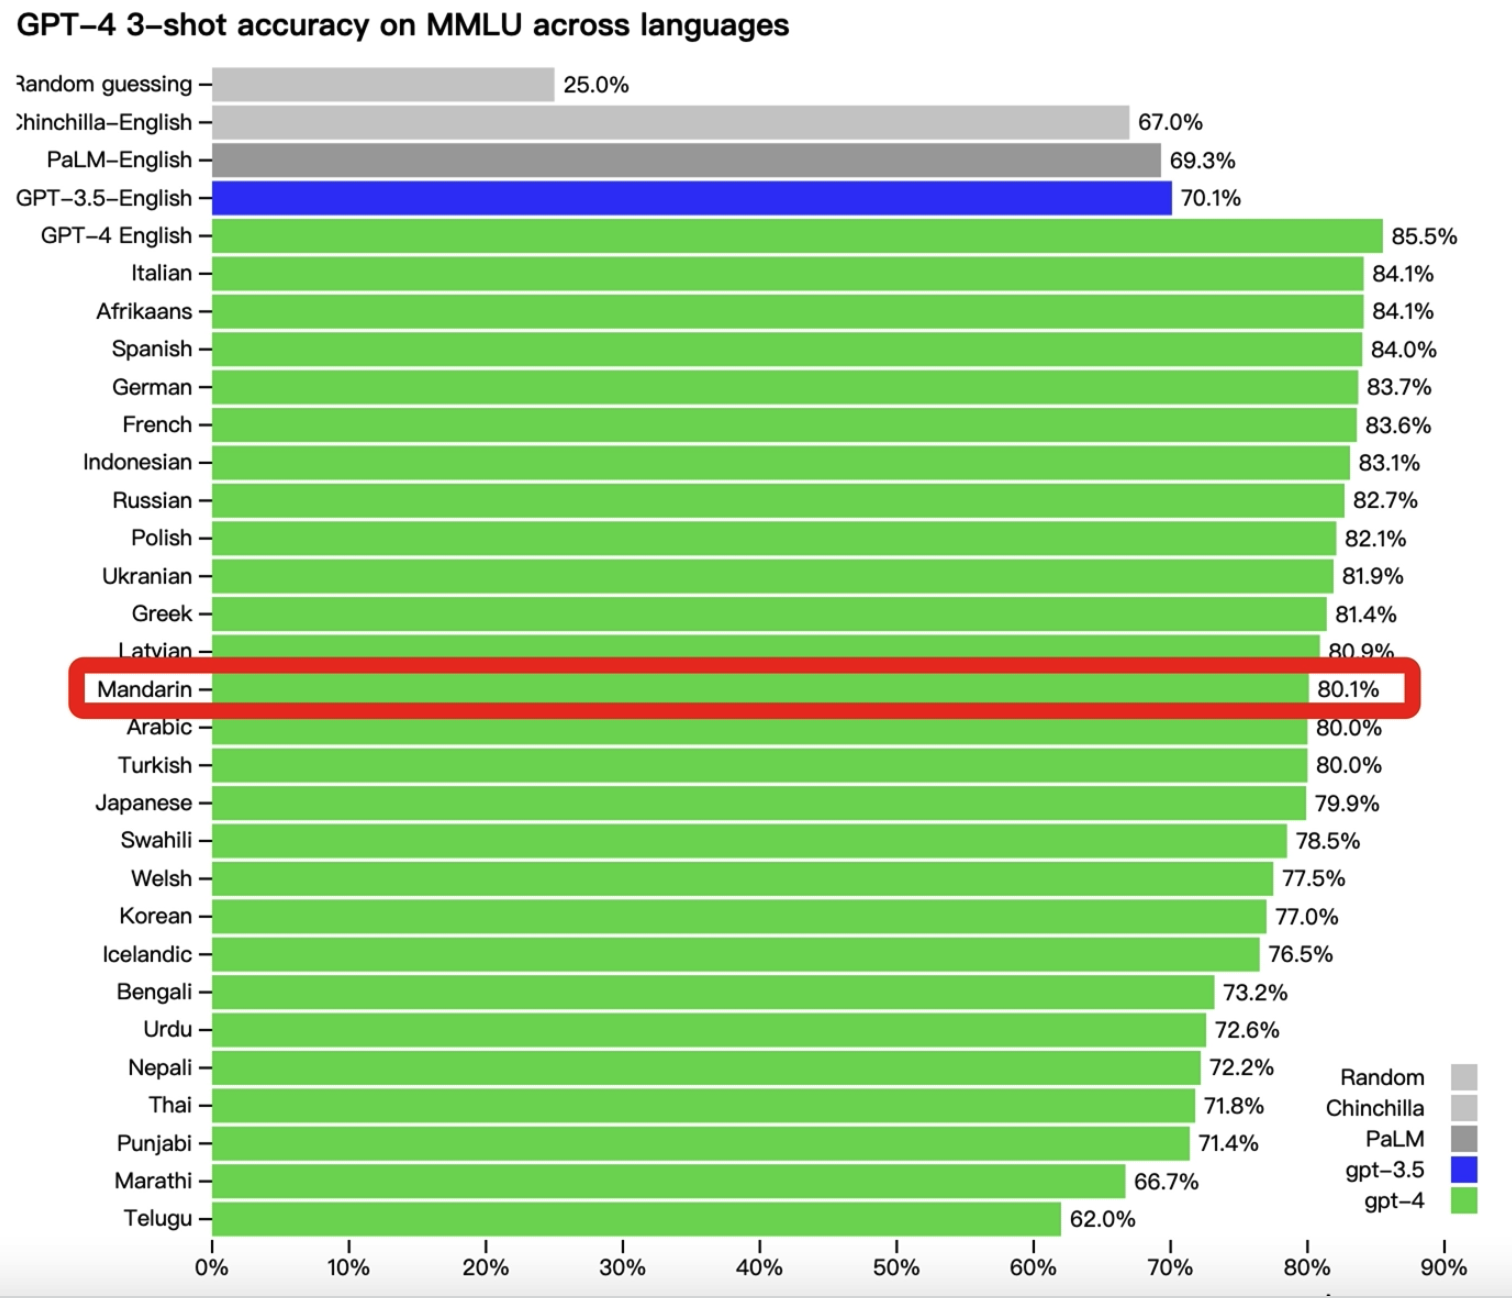 GPT-4 3-shot accuracy on MMLU across languages
Random guessing 25.0%
Chinchilla-English 67.0%
PaLM-English 69.3%
GPT-3.5-English 70.1%
GPT-4 English 85.5%
Italian 84.1%
Afrikaans 84.1%
Spanish 84.0%
German 83.7%
French 83.6%
Indonesian 83.1%
Russian 82.7%
Polish 82.1%
Ukranian 81.9%
Greek 81.4%
Latvian 80.9%
Mandarin 80.1%
Arabic 80.0%
Turkish 80.0%
Japanese 79.9%
Swahili 78.5%
Welsh 77.5%
Korean 77.0%
Icelandic 76.5%
Bengali 73.2%
Urdu 72.6%
Nepali 72.2%
Thai 71.8%
Punjabi 71.4%
Marathi 66.7%
Telugu 62.0%
Random
Chinchilla
PaLM
gpt-3.5
gpt-4
0% 10% 20% 30% 40% 50% 60% 70% 80% 90%